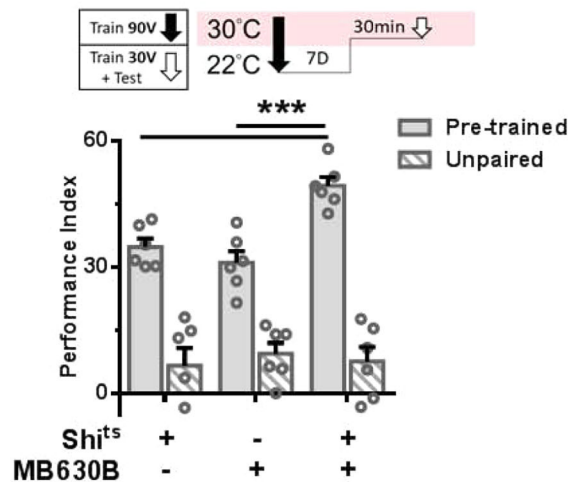 Train 90V
30°C
30min
Train 30V
+ Test
22°C
7D
***
60
Pre-trained
Unpaired
Performance Index
30
0
Shi^ts + - +
MB630B - + +